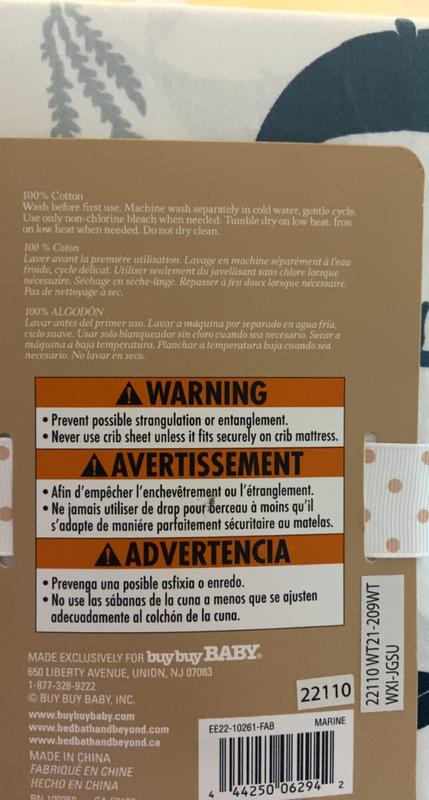 100% Cotton
Wash before first use. Machine wash separately in cold water, gentle cycle.
Use only non-chlorine bleach when needed. Tumble dry on low heat. Iron
on low heat when needed. Do not dry clean.
100 % Coton
Laver avant la première utilisation. Lavage en machine séparément à l'eau
froide, cycle délicat. Utiliser seulement du javellisant sans chlore lorsque
nécessaire. Séchage en sèche-linge. Repasser à feu doux lorsque nécessaire.
Pas de nettoyage à sec.
100% ALGODÓN
Lavar antes del primer uso. Lavar a máquina por separado en agua fría,
ciclo suave. Usar solo blanqueador sin cloro cuando sea necesario. Secar a
máquina a baja temperatura. Planchar a temperatura baja cuando sea
necesario. No lavar en seco.
WARNING
• Prevent possible strangulation or entanglement.
• Never use crib sheet unless it fits securely on crib mattress.
AVERTISSEMENT
• Afin d'empêcher l'enchevêtrement ou l'étranglement.
• Ne jamais utiliser de drap pour berceau à moins qu'il
s'adapte de maniére parfaitement sécuritaire au matelas.
ADVERTENCIA
• Prevenga una posible asfixia o enredo.
• No use las sábanas de la cuna a menos que se ajusten
adecuadamente al colchón de la cuna.
MADE EXCLUSIVELY FOR buybuy BABY®
650 LIBERTY AVENUE, UNION, NJ 07083
1-877-328-9222
© BUY BUY BABY, INC.
www.buybuybaby.com
www.bedbathandbeyond.com
www.bedbathandbeyond.ca
MADE IN CHINA
FABRIQUÉ EN CHINE
HECHO EN CHINA
22110
22110 WT21-209WT
WXI-JGSU
EE22-10261-FAB MARINE
4 44250 06294 2